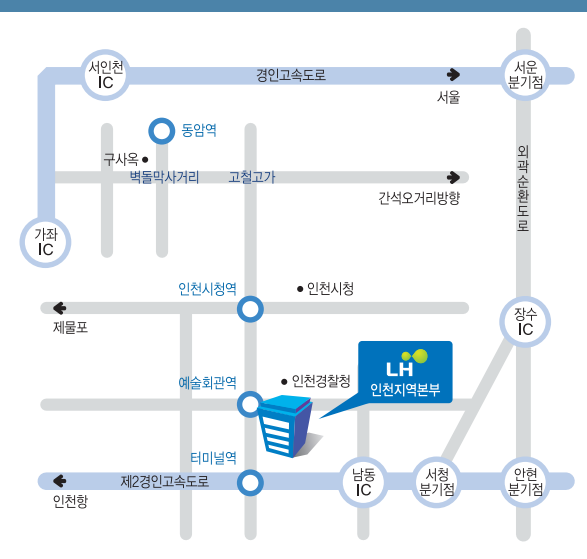 서인천
IC
경인고속도로
서울
서운
분기점
동암역
구사옥
벽돌막사거리
고철고가
간석오거리방향
외곽순환도로
가좌
IC
인천시청역
인천시청
제물포
장수
IC
LH
인천지역본부
예술회관역
인천경찰청
터미널역
제2경인고속도로
인천항
남동
IC
서청
분기점
안현
분기점